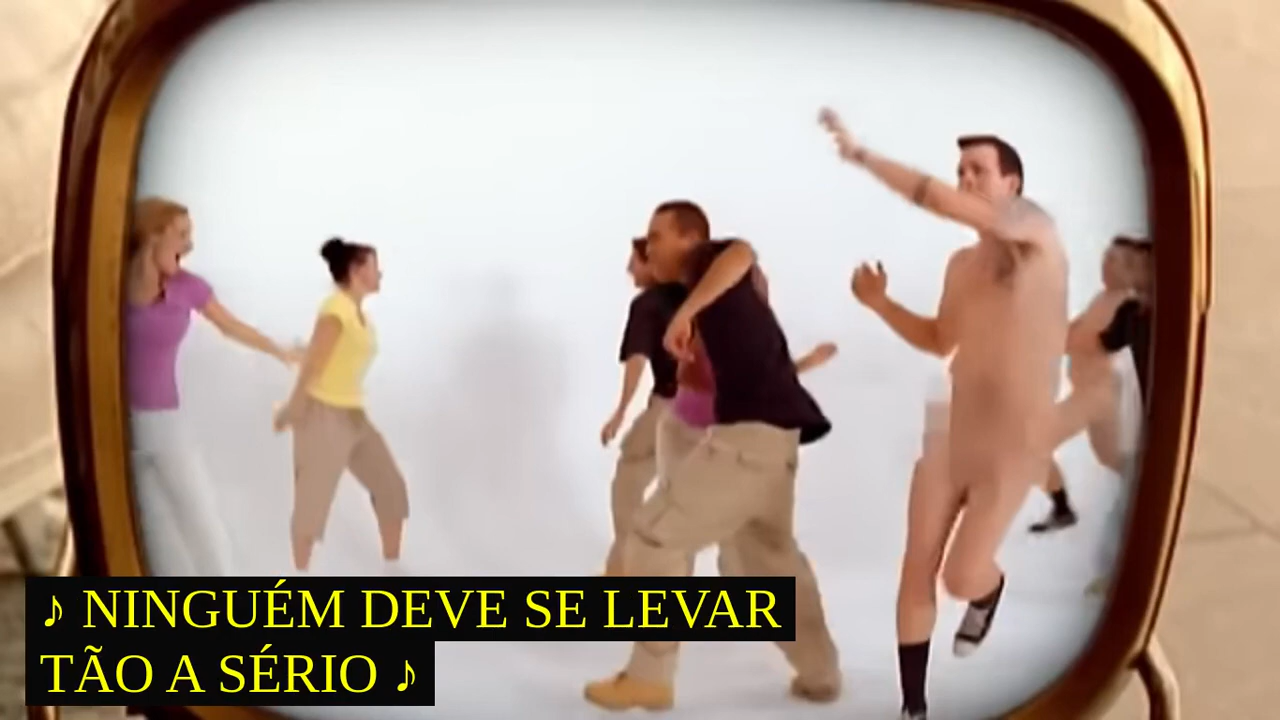 ♪ NINGUÉM DEVE SE LEVAR
TÃO A SÉRIO ♪